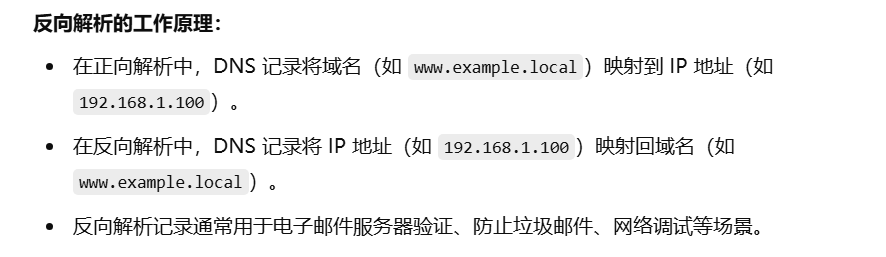 反向解析的工作原理：
• 在正向解析中，DNS 记录将域名（如 www.example.local）映射到 IP 地址（如
192.168.1.100）。
• 在反向解析中，DNS 记录将 IP 地址（如 192.168.1.100）映射回域名（如
www.example.local）。
• 反向解析记录通常用于电子邮件服务器验证、防止垃圾邮件、网络调试等场景。